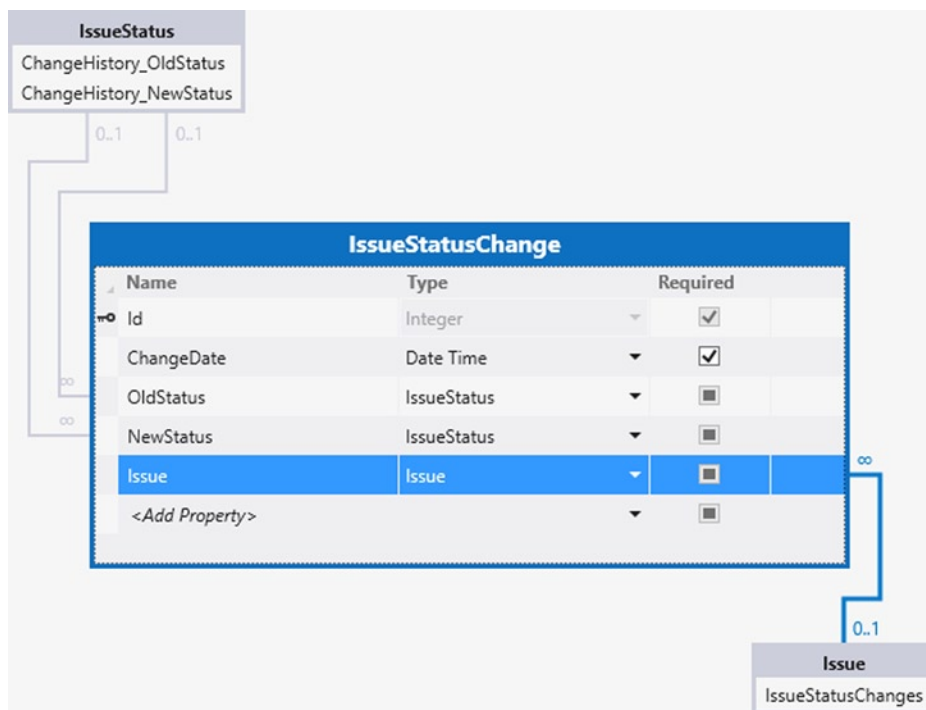 IssueStatus
ChangeHistory_OldStatus
ChangeHistory_NewStatus
0..1 0..1
IssueStatusChange
Name Type Required
Id Integer
ChangeDate Date Time
∞
OldStatus IssueStatus
∞
NewStatus IssueStatus
∞
Issue Issue
<Add Property>
0..1
Issue
IssueStatusChanges